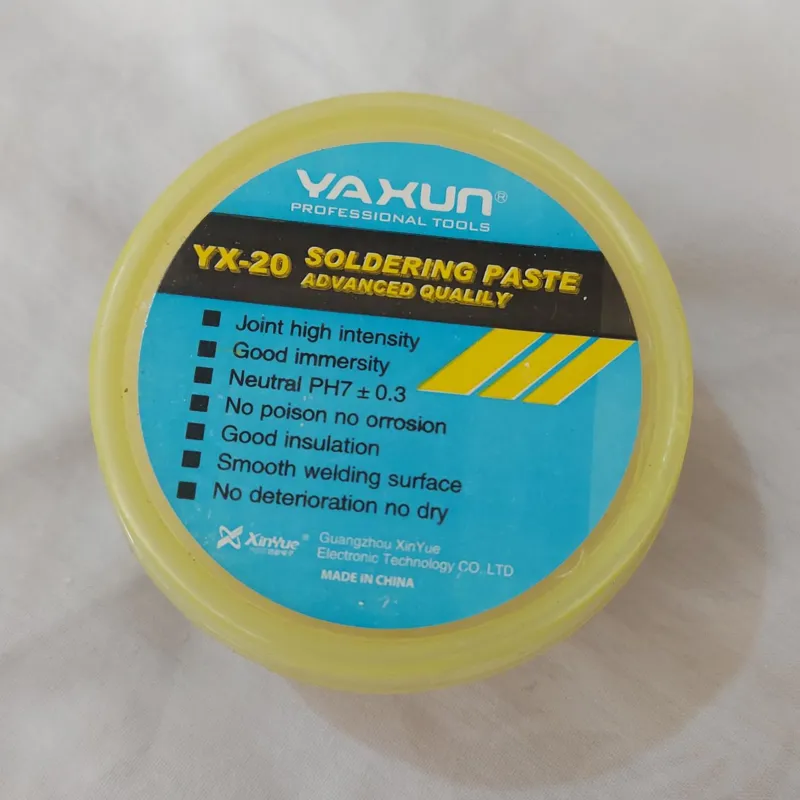 YAXUN®
PROFESSIONAL TOOLS
YX-20 SOLDERING PASTE
ADVANCED QUALILY
■ Joint high intensity
■ Good immersity
■ Neutral PH7 ± 0.3
■ No poison no orrosion
■ Good insulation
■ Smooth welding surface
■ No deterioration no dry
XinYue® Guangzhou XinYue
Electronic Technology CO. LTD
MADE IN CHINA